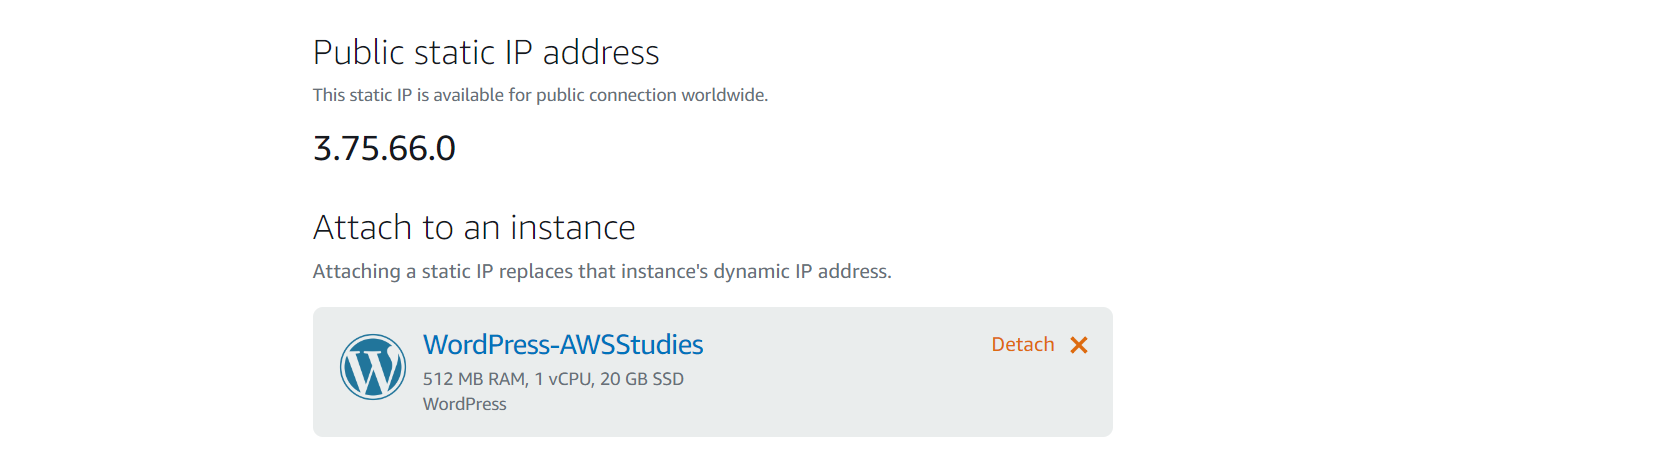 Public static IP address
This static IP is available for public connection worldwide.
3.75.66.0
Attach to an instance
Attaching a static IP replaces that instance's dynamic IP address.
WordPress-AWSStudies
Detach ✕
512 MB RAM, 1 vCPU, 20 GB SSD
WordPress